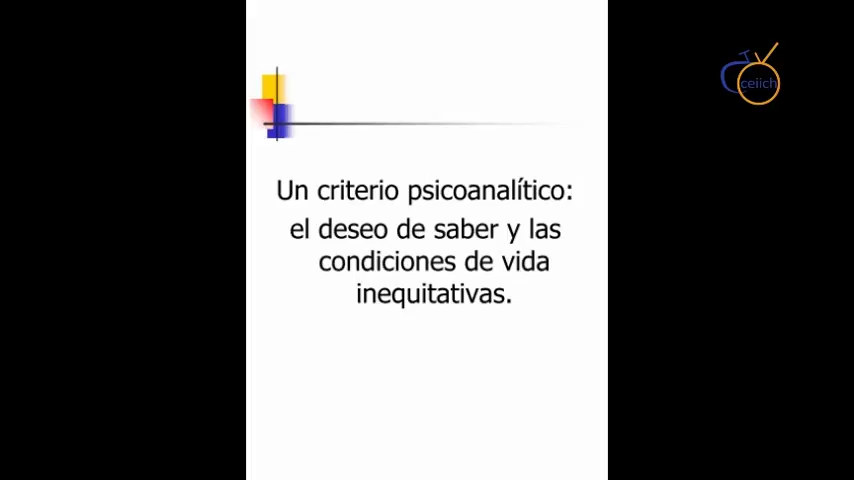 ceiich
Un criterio psicoanalítico:
el deseo de saber y las
condiciones de vida
inequitativas.